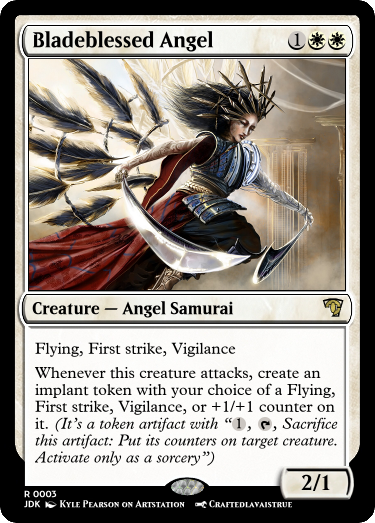 Bladeblessed Angel 1
Creature — Angel Samurai
Flying, First strike, Vigilance
Whenever this creature attacks, create an
implant token with your choice of a Flying,
First strike, Vigilance, or +1/+1 counter on
it. (It's a token artifact with “1, , Sacrifice
this artifact: Put its counters on target creature.
Activate only as a sorcery”)
2/1
R 0003
JDK Kyle Pearson on Artstation Craftedlavaistrue